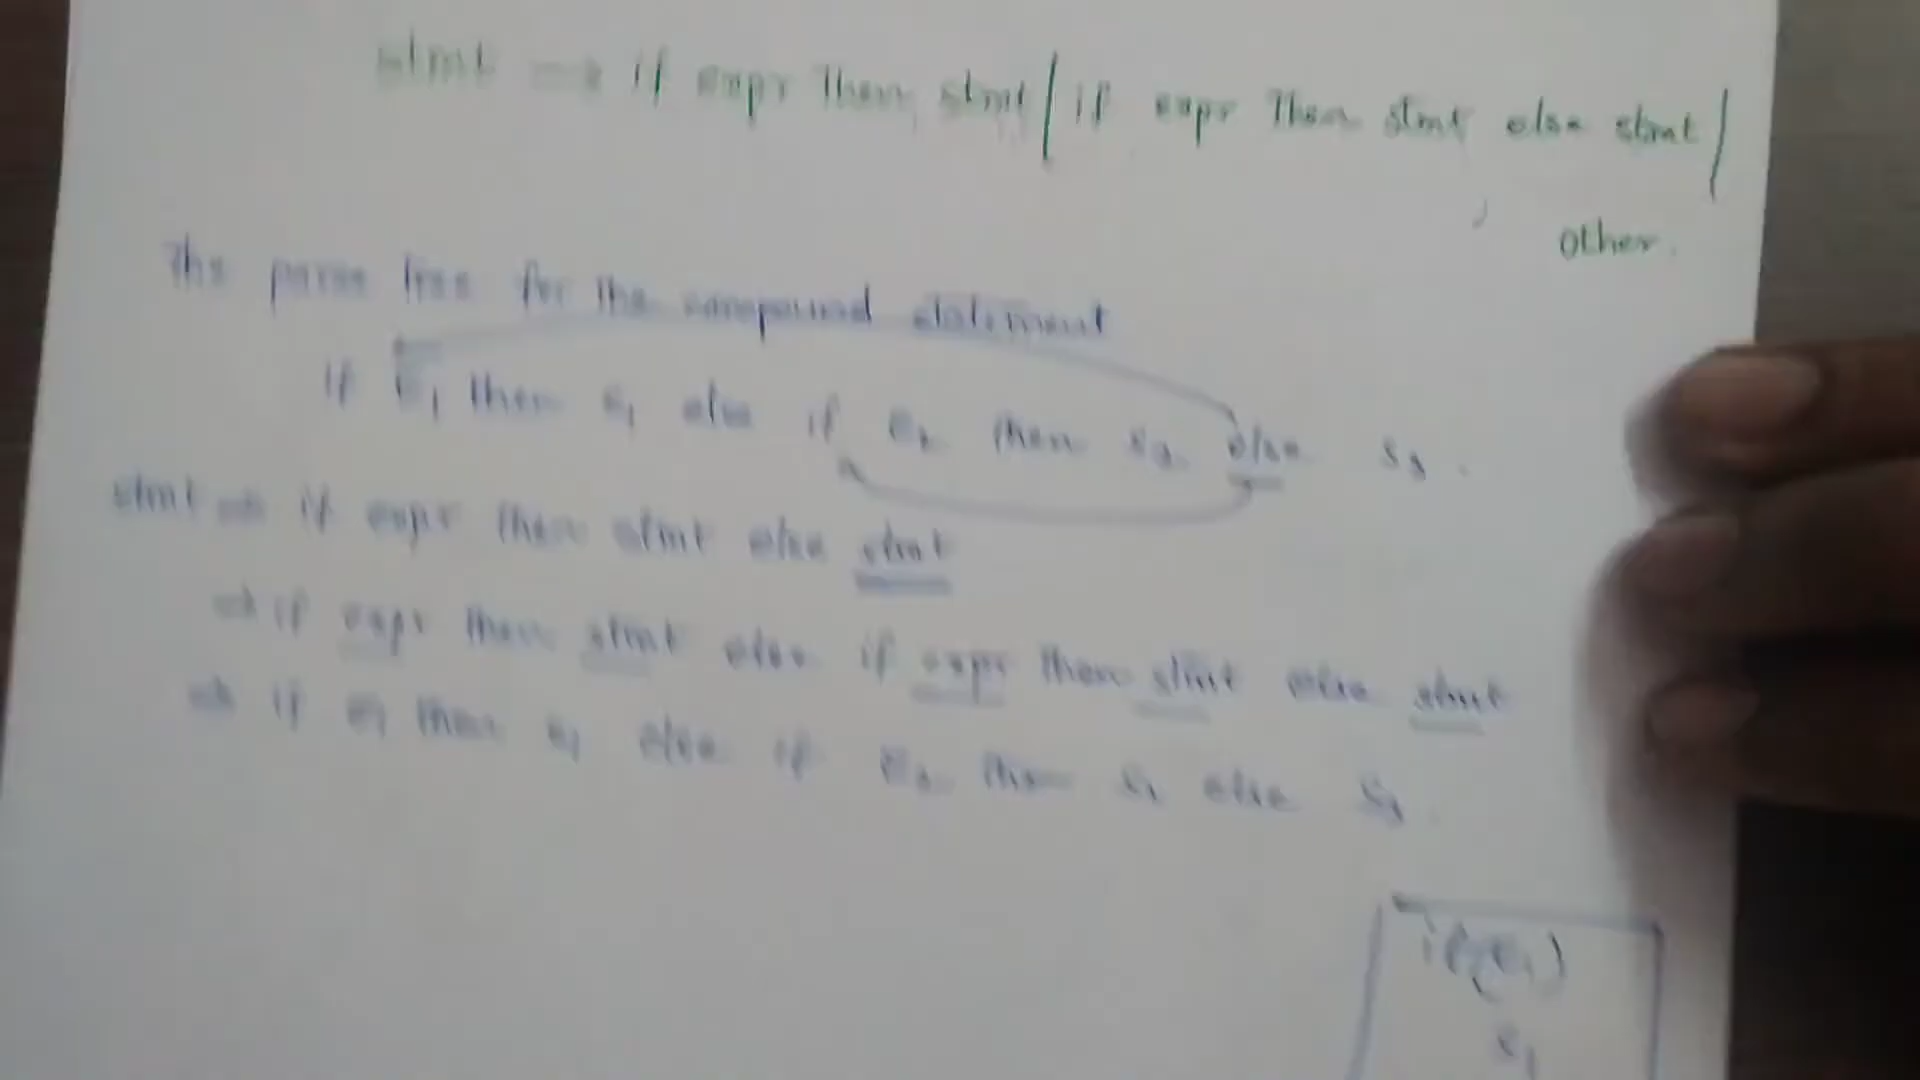 stmt → if expr then stmt | if expr then stmt else stmt |
other.
The parse tree for the compound statement
if E1 then S1 else if E2 then S2 else S3.
stmt ⇒ if expr then stmt else stmt
⇒ if expr then stmt else if expr then stmt else stmt
⇒ if E1 then S1 else if E2 then S2 else S3.
if(E1)
S1